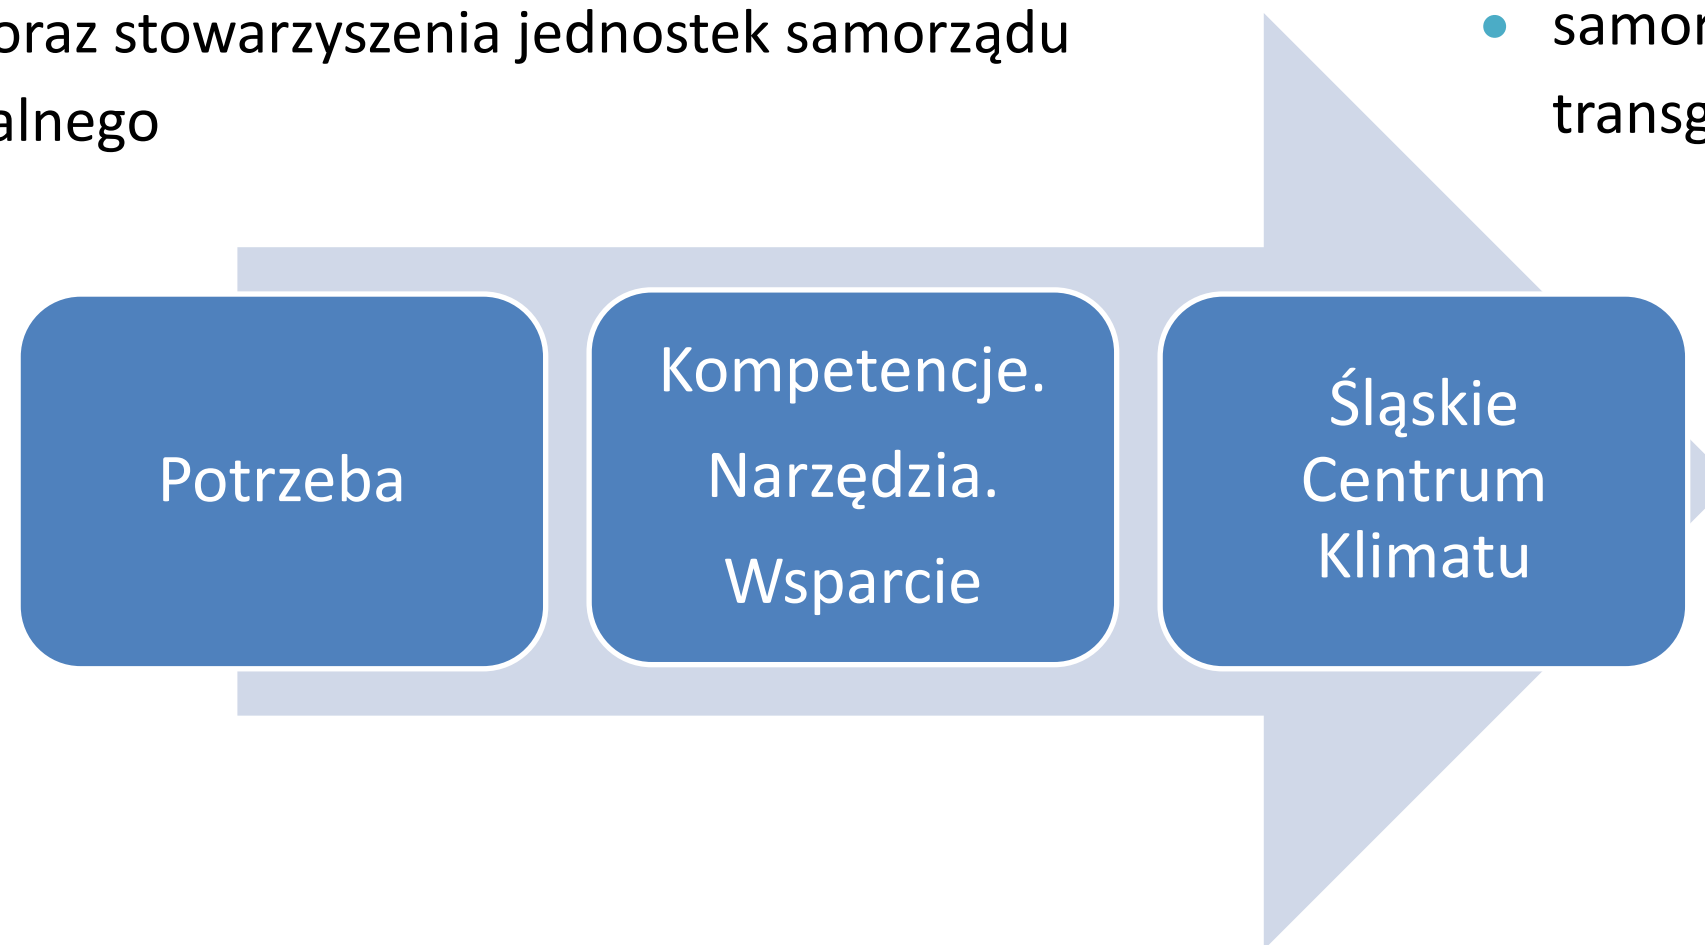 oraz stowarzyszenia jednostek samorządu
alnego
samor
transg
Potrzeba
Kompetencje.
Narzędzia.
Wsparcie
Śląskie
Centrum
Klimatu